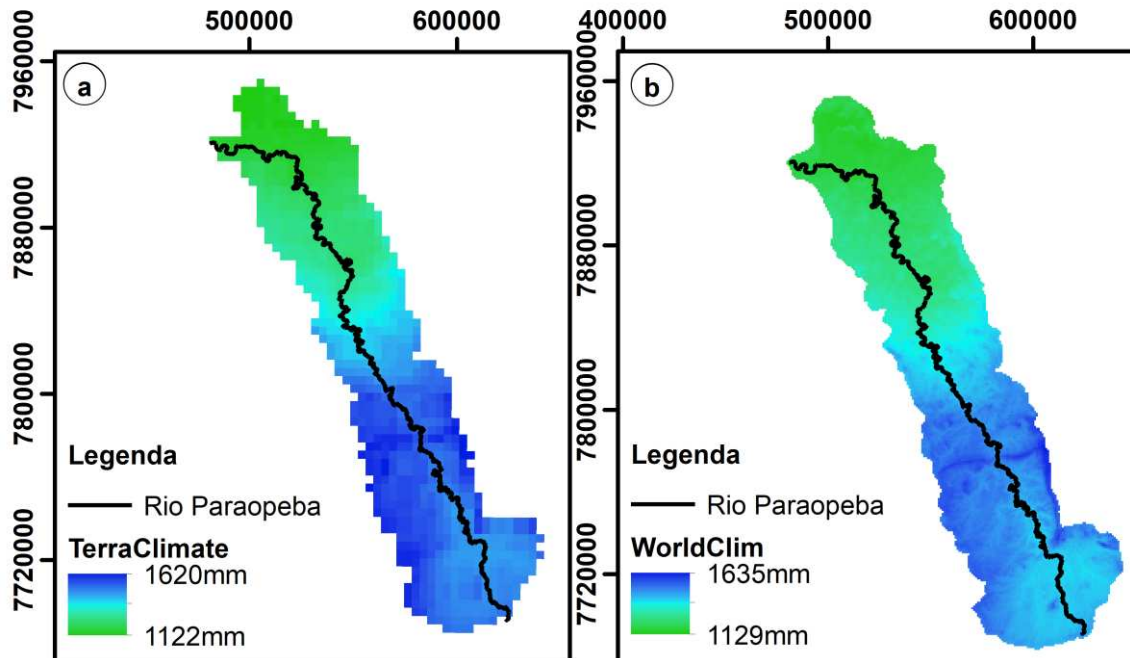 500000 600000
a
7960000
7880000
7800000
7720000
Legenda
Rio Paraopeba
TerraClimate
1620mm
1122mm
400000 500000 600000
b
7960000
7880000
7800000
7720000
Legenda
Rio Paraopeba
WorldClim
1635mm
1129mm